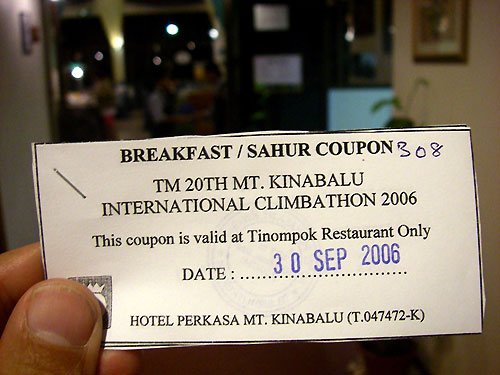 BREAKFAST / SAHUR COUPON 308
TM 20TH MT. KINABALU
INTERNATIONAL CLIMBATHON 2006
This coupon is valid at Tinompok Restaurant Only
DATE : .......30 SEP 2006.......
HOTEL PERKASA MT. KINABALU (T.047472-K)